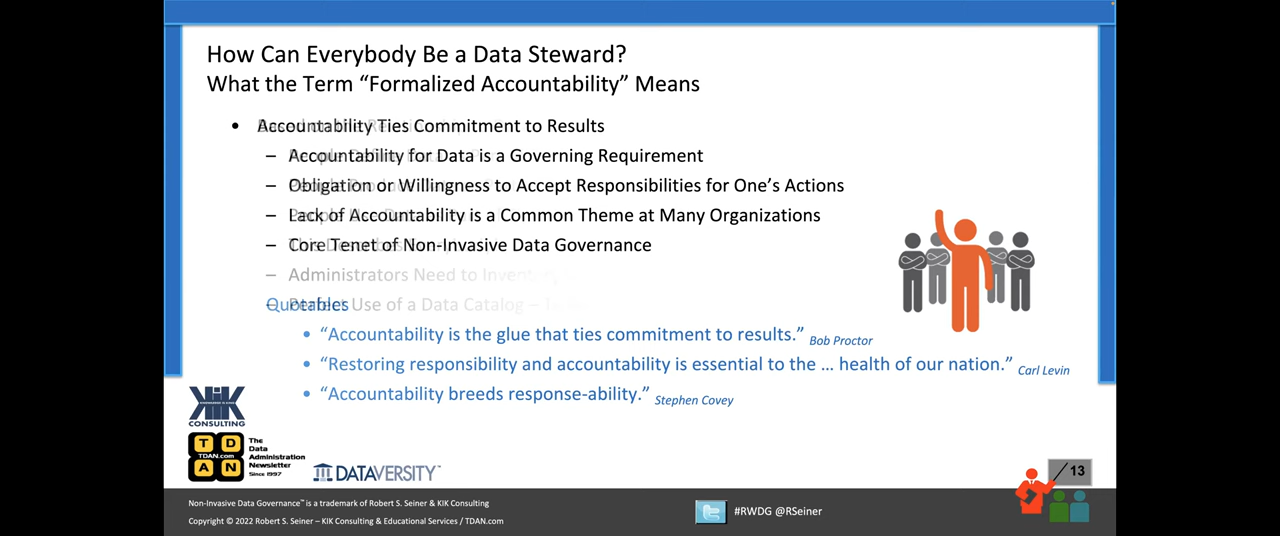 How Can Everybody Be a Data Steward?
What the Term “Formalized Accountability” Means
• Accountability Ties Commitment to Results
– Accountability for Data is a Governing Requirement
– Obligation or Willingness to Accept Responsibilities for One’s Actions
– Lack of Accountability is a Common Theme at Many Organizations
– Core Tenet of Non-Invasive Data Governance
– Administrators Need to Inventory
Quotables
– Use of a Data Catalog –
• “Accountability is the glue that ties commitment to results.” Bob Proctor
• “Restoring responsibility and accountability is essential to the … health of our nation.” Carl Levin
• “Accountability breeds response-ability.” Stephen Covey
KIK
CONSULTING
T D
TDAN.com
A N
The
Data
Administration
Newsletter
Since 1997
DATAVERSITY™
13
Non-Invasive Data Governance™ is a trademark of Robert S. Seiner & KIK Consulting
Copyright © 2022 Robert S. Seiner – KIK Consulting & Educational Services / TDAN.com
#RWDG @RSeiner